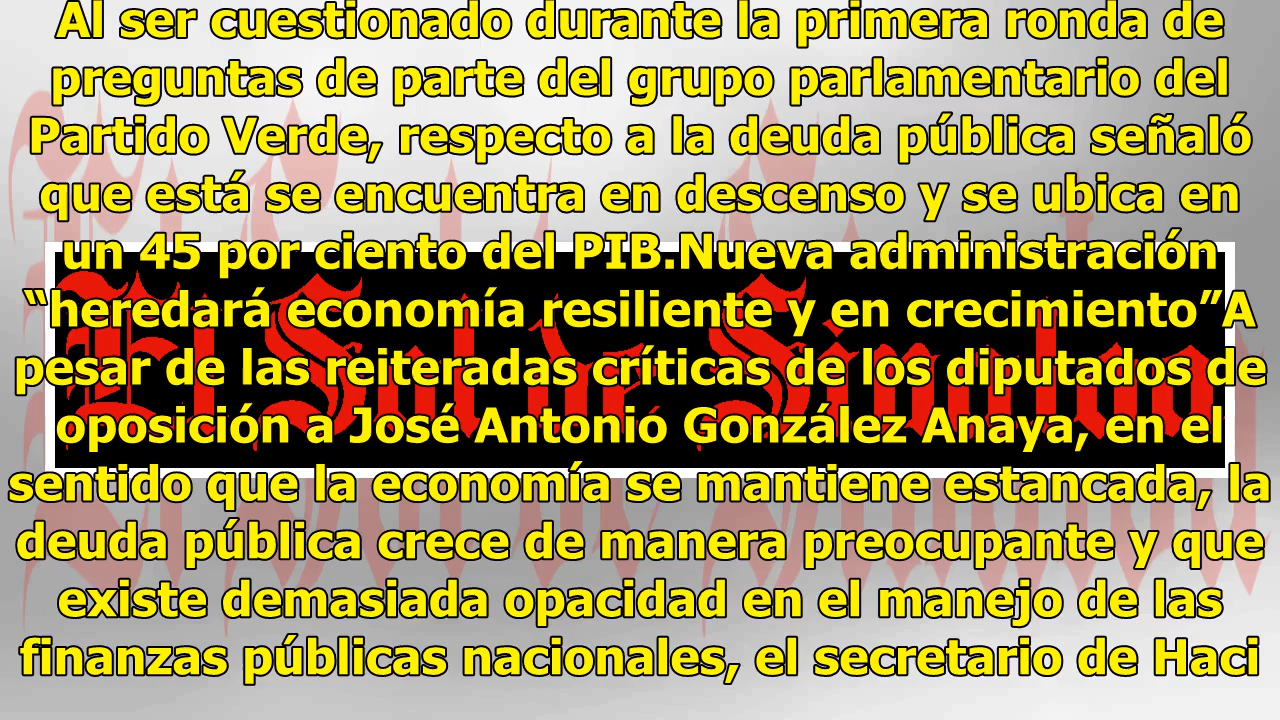 Al ser cuestionado durante la primera ronda de
preguntas de parte del grupo parlamentario del
Partido Verde, respecto a la deuda pública señaló
que está se encuentra en descenso y se ubica en
un 45 por ciento del PIB.Nueva administración
“heredará economía resiliente y en crecimiento”A
pesar de las reiteradas críticas de los diputados de
oposición a José Antonio González Anaya, en el
sentido que la economía se mantiene estancada, la
deuda pública crece de manera preocupante y que
existe demasiada opacidad en el manejo de las
finanzas públicas nacionales, el secretario de Haci
El Sol de Sinaloa